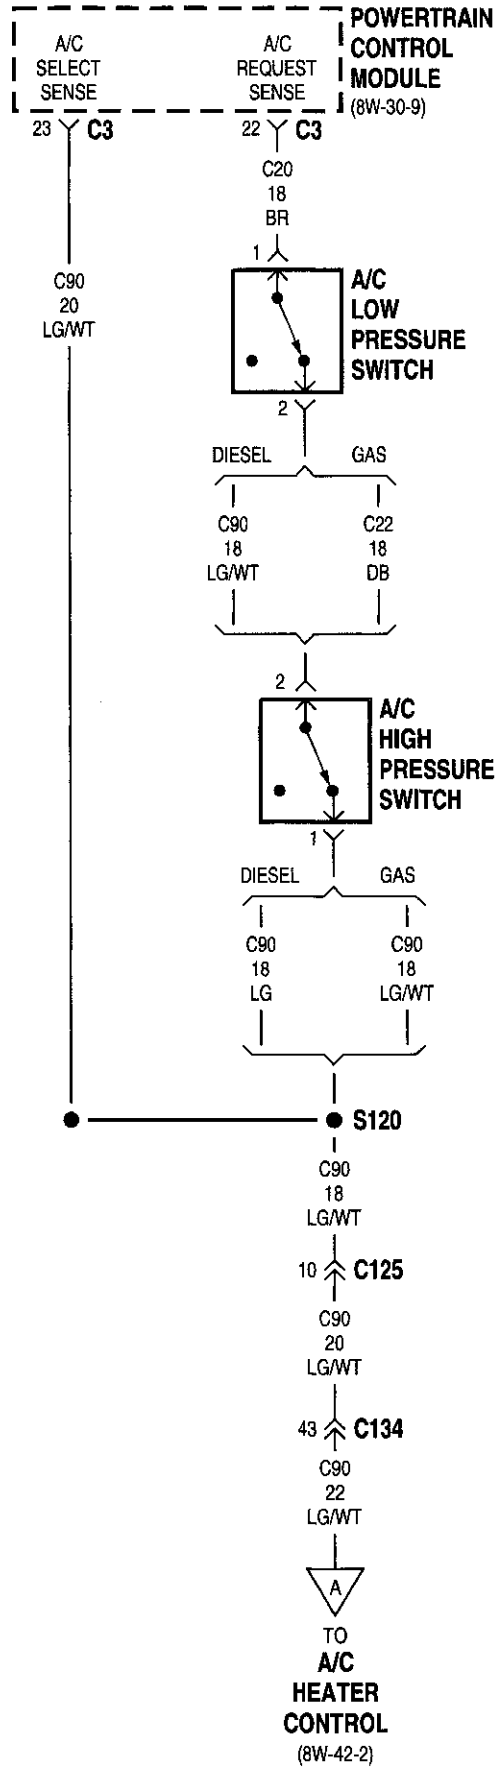 POWERTRAIN
CONTROL
MODULE
(8W-30-9)
A/C
SELECT
SENSE
A/C
REQUEST
SENSE
23 C3
22 C3
C20
18
BR
1
C90
20
LG/WT
A/C
LOW
PRESSURE
SWITCH
2
DIESEL GAS
C90
18
LG/WT
C22
18
DB
2
A/C
HIGH
PRESSURE
SWITCH
1
DIESEL GAS
C90
18
LG
C90
18
LG/WT
S120
C90
18
LG/WT
10 C125
C90
20
LG/WT
43 C134
C90
22
LG/WT
A
TO
A/C
HEATER
CONTROL
(8W-42-2)